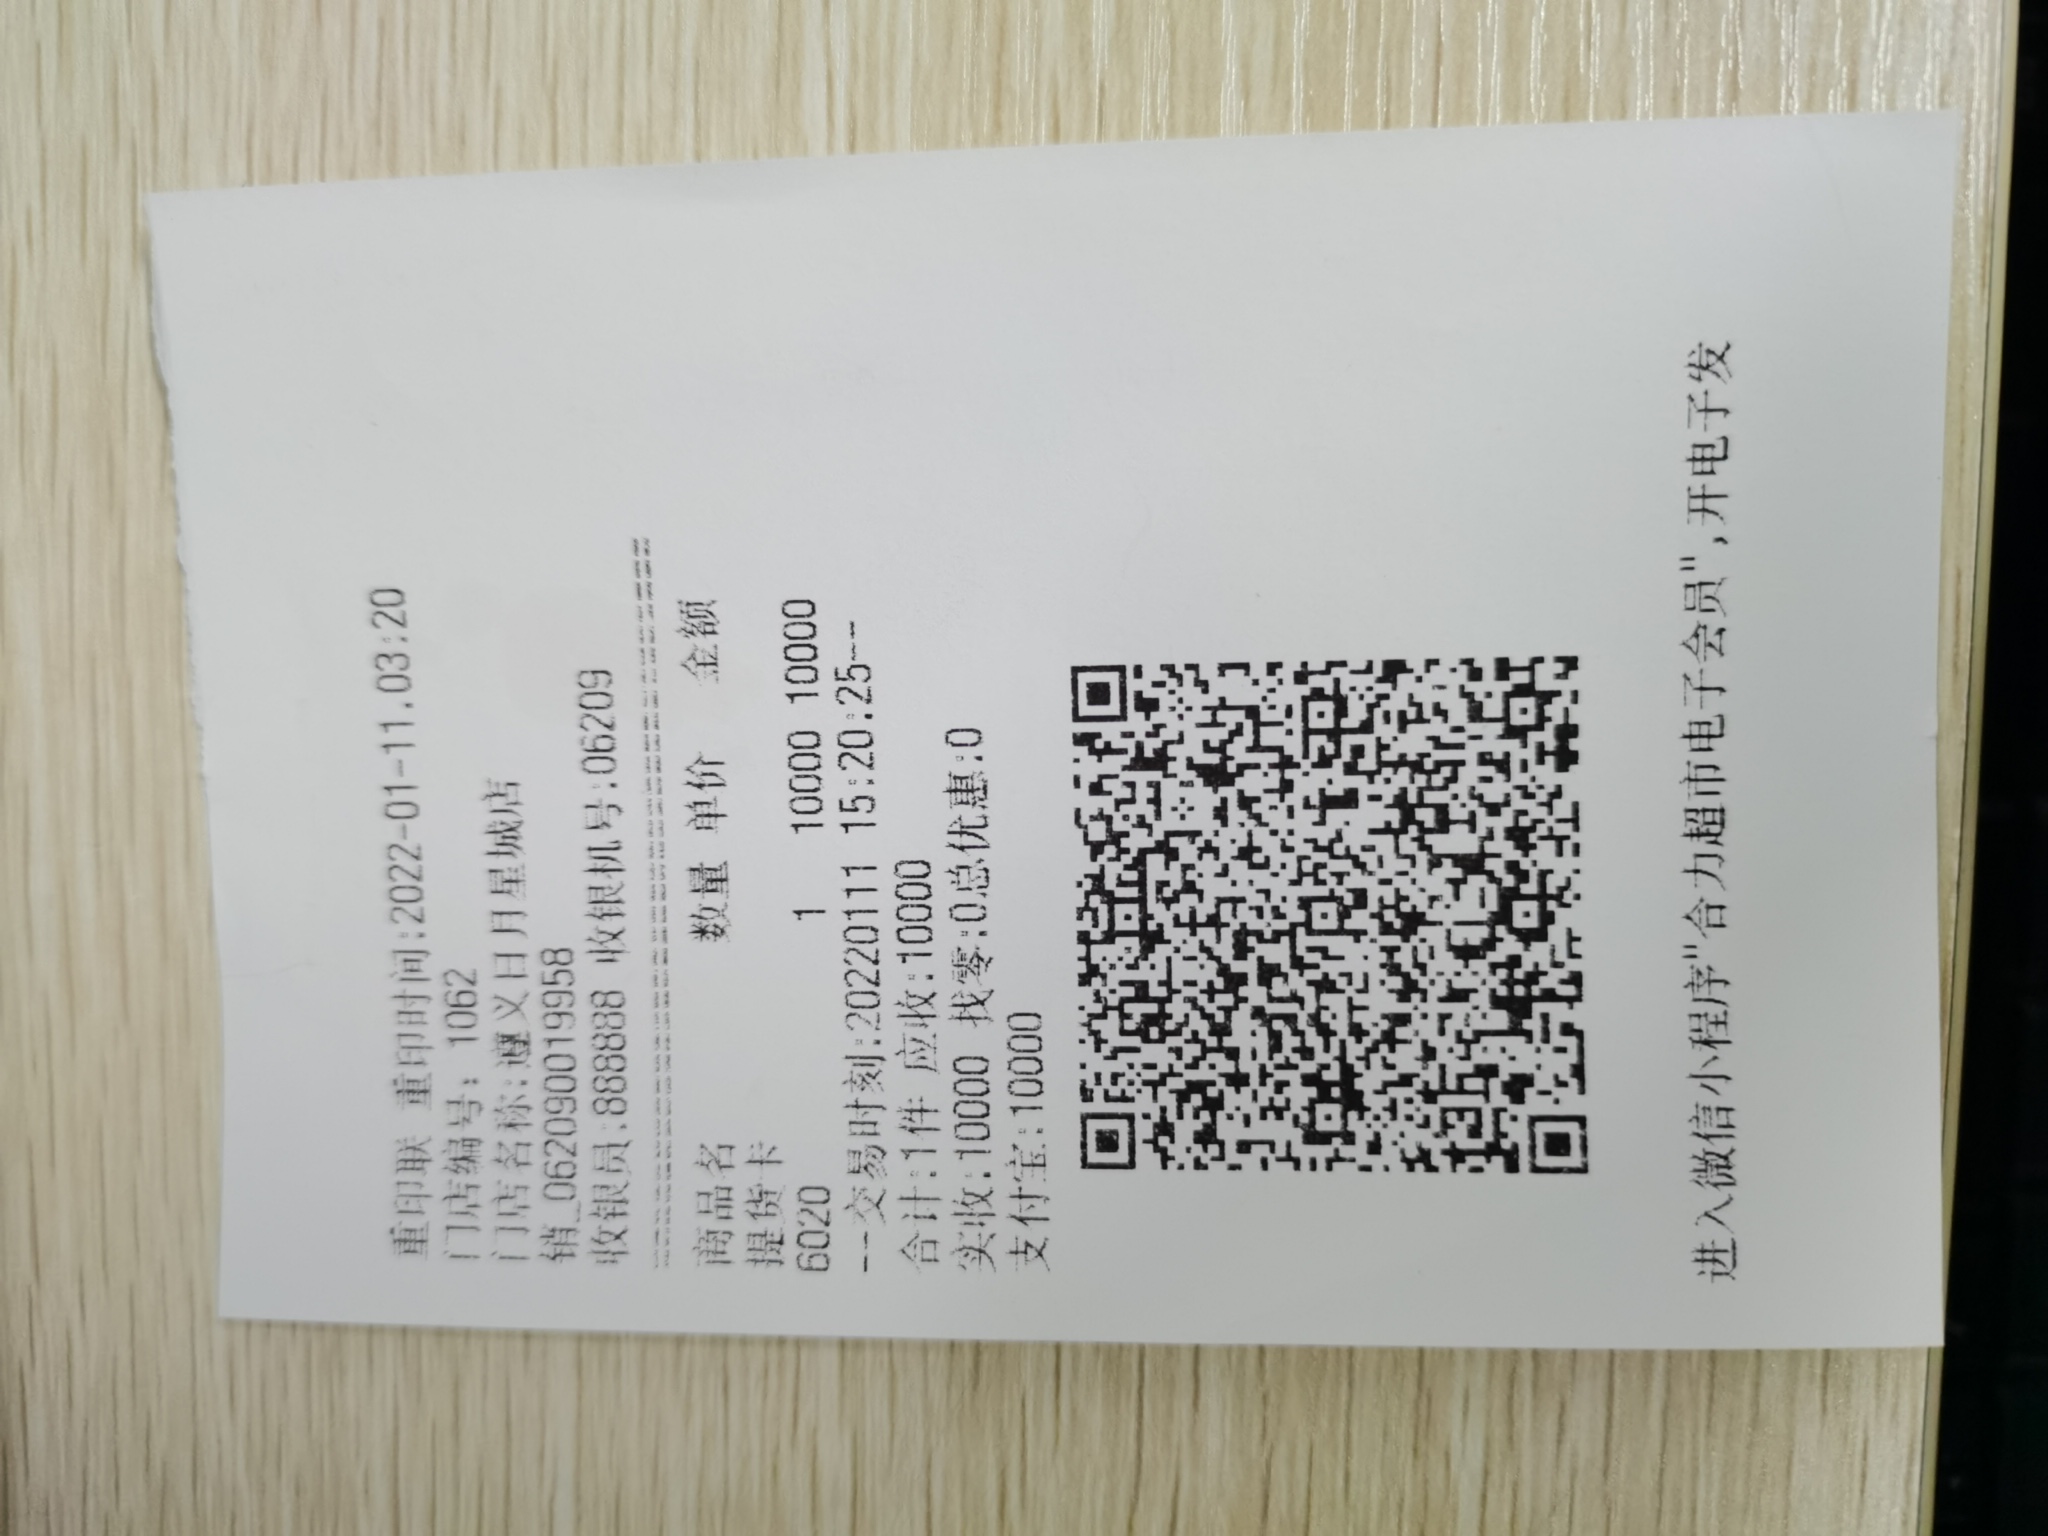 重印联 重印时间:2022-01-11.03:20
门店编号: 1062
门店名称:遵义日月星城店
销_062090019958
收银员:888888 收银机号:06209
商品名 数量 单价 金额
提货卡
6020 1 10000 10000
--交易时刻:20220111 15:20:25--
合计:1件 应收:10000
实收:10000 找零:0总优惠:0
支付宝:10000
进入微信小程序"合力超市电子会员",开电子发